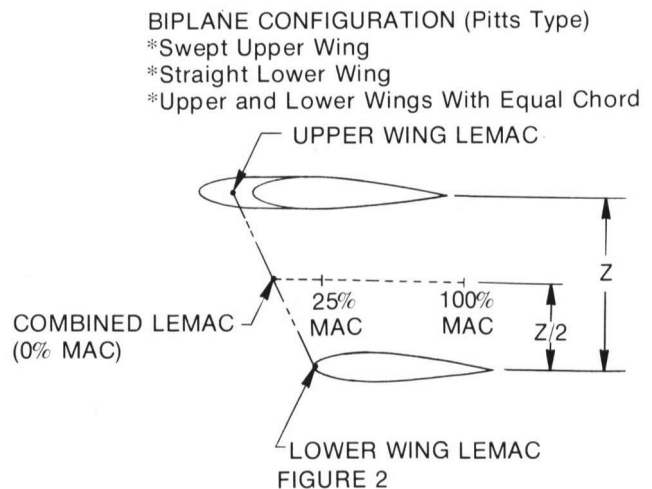 BIPLANE CONFIGURATION (Pitts Type)
*Swept Upper Wing
*Straight Lower Wing
*Upper and Lower Wings With Equal Chord
UPPER WING LEMAC
Z
25%
MAC
100%
MAC
Z/2
COMBINED LEMAC
(0% MAC)
LOWER WING LEMAC
FIGURE 2